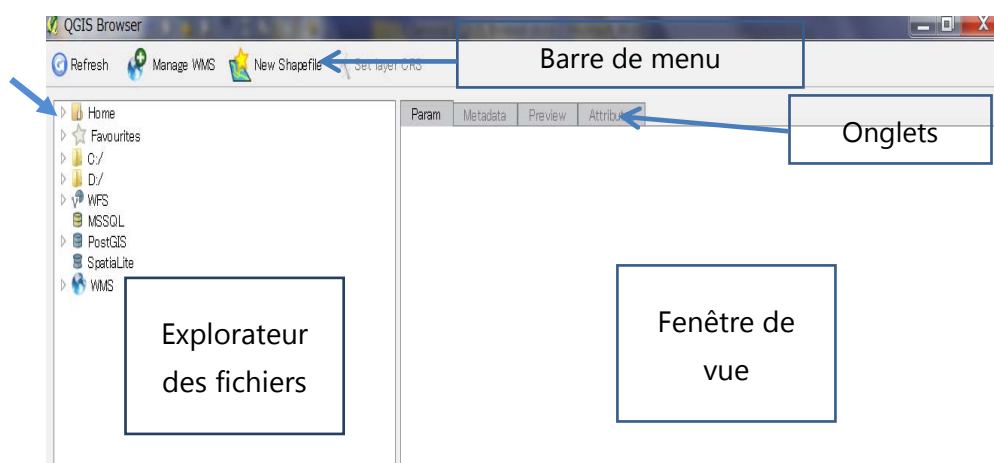 QGIS Browser
Refresh Manage WMS New Shapefile Set layer CRS
Barre de menu
Home
Favourites
C:/
D:/
WFS
MSSQL
PostGIS
SpatiaLite
WMS
Param Metadata Preview
Onglets
Explorateur
des fichiers
Fenêtre de
vue